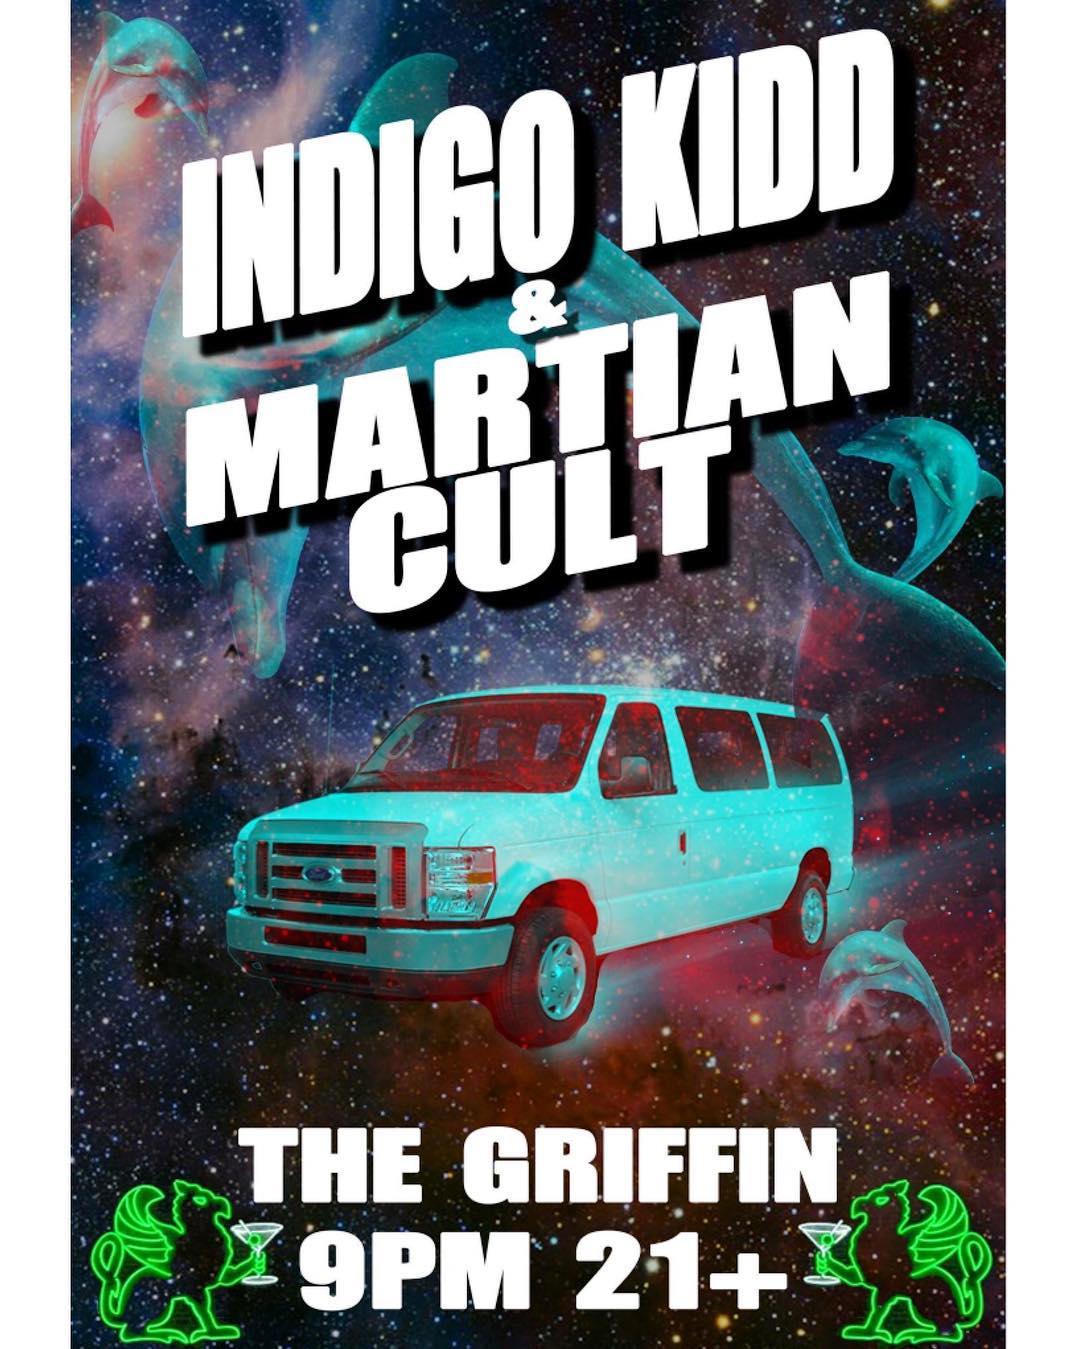 INDIGO KIDD
&
MARTIAN
CULT
THE GRIFFIN
9PM 21+